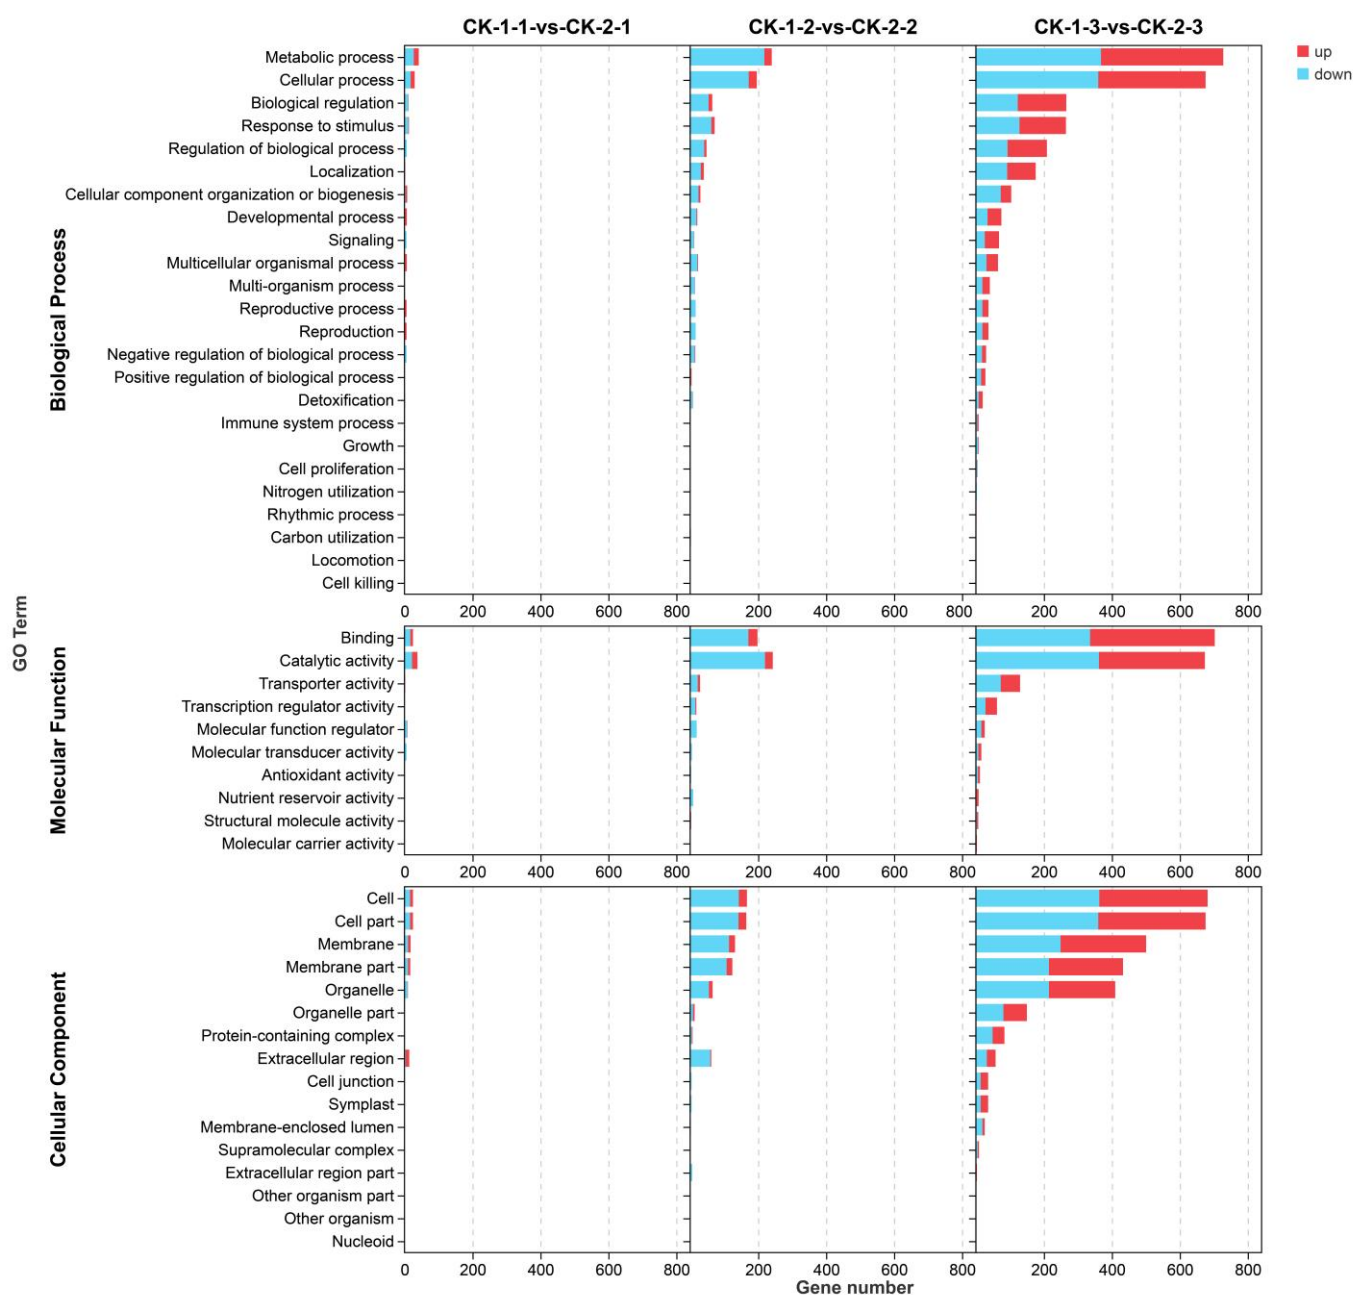 CK-1-1-vs-CK-2-1 CK-1-2-vs-CK-2-2 CK-1-3-vs-CK-2-3
up
down
GO Term
Biological Process
Metabolic process
Cellular process
Biological regulation
Response to stimulus
Regulation of biological process
Localization
Cellular component organization or biogenesis
Developmental process
Signaling
Multicellular organismal process
Multi-organism process
Reproductive process
Reproduction
Negative regulation of biological process
Positive regulation of biological process
Detoxification
Immune system process
Growth
Cell proliferation
Nitrogen utilization
Rhythmic process
Carbon utilization
Locomotion
Cell killing
0 200 400 600 800 200 400 600 800 200 400 600 800
Molecular Function
Binding
Catalytic activity
Transporter activity
Transcription regulator activity
Molecular function regulator
Molecular transducer activity
Antioxidant activity
Nutrient reservoir activity
Structural molecule activity
Molecular carrier activity
0 200 400 600 800 200 400 600 800 200 400 600 800
Cellular Component
Cell
Cell part
Membrane
Membrane part
Organelle
Organelle part
Protein-containing complex
Extracellular region
Cell junction
Symplast
Membrane-enclosed lumen
Supramolecular complex
Extracellular region part
Other organism part
Other organism
Nucleoid
0 200 400 600 800 200 400 600 800 200 400 600 800
Gene number